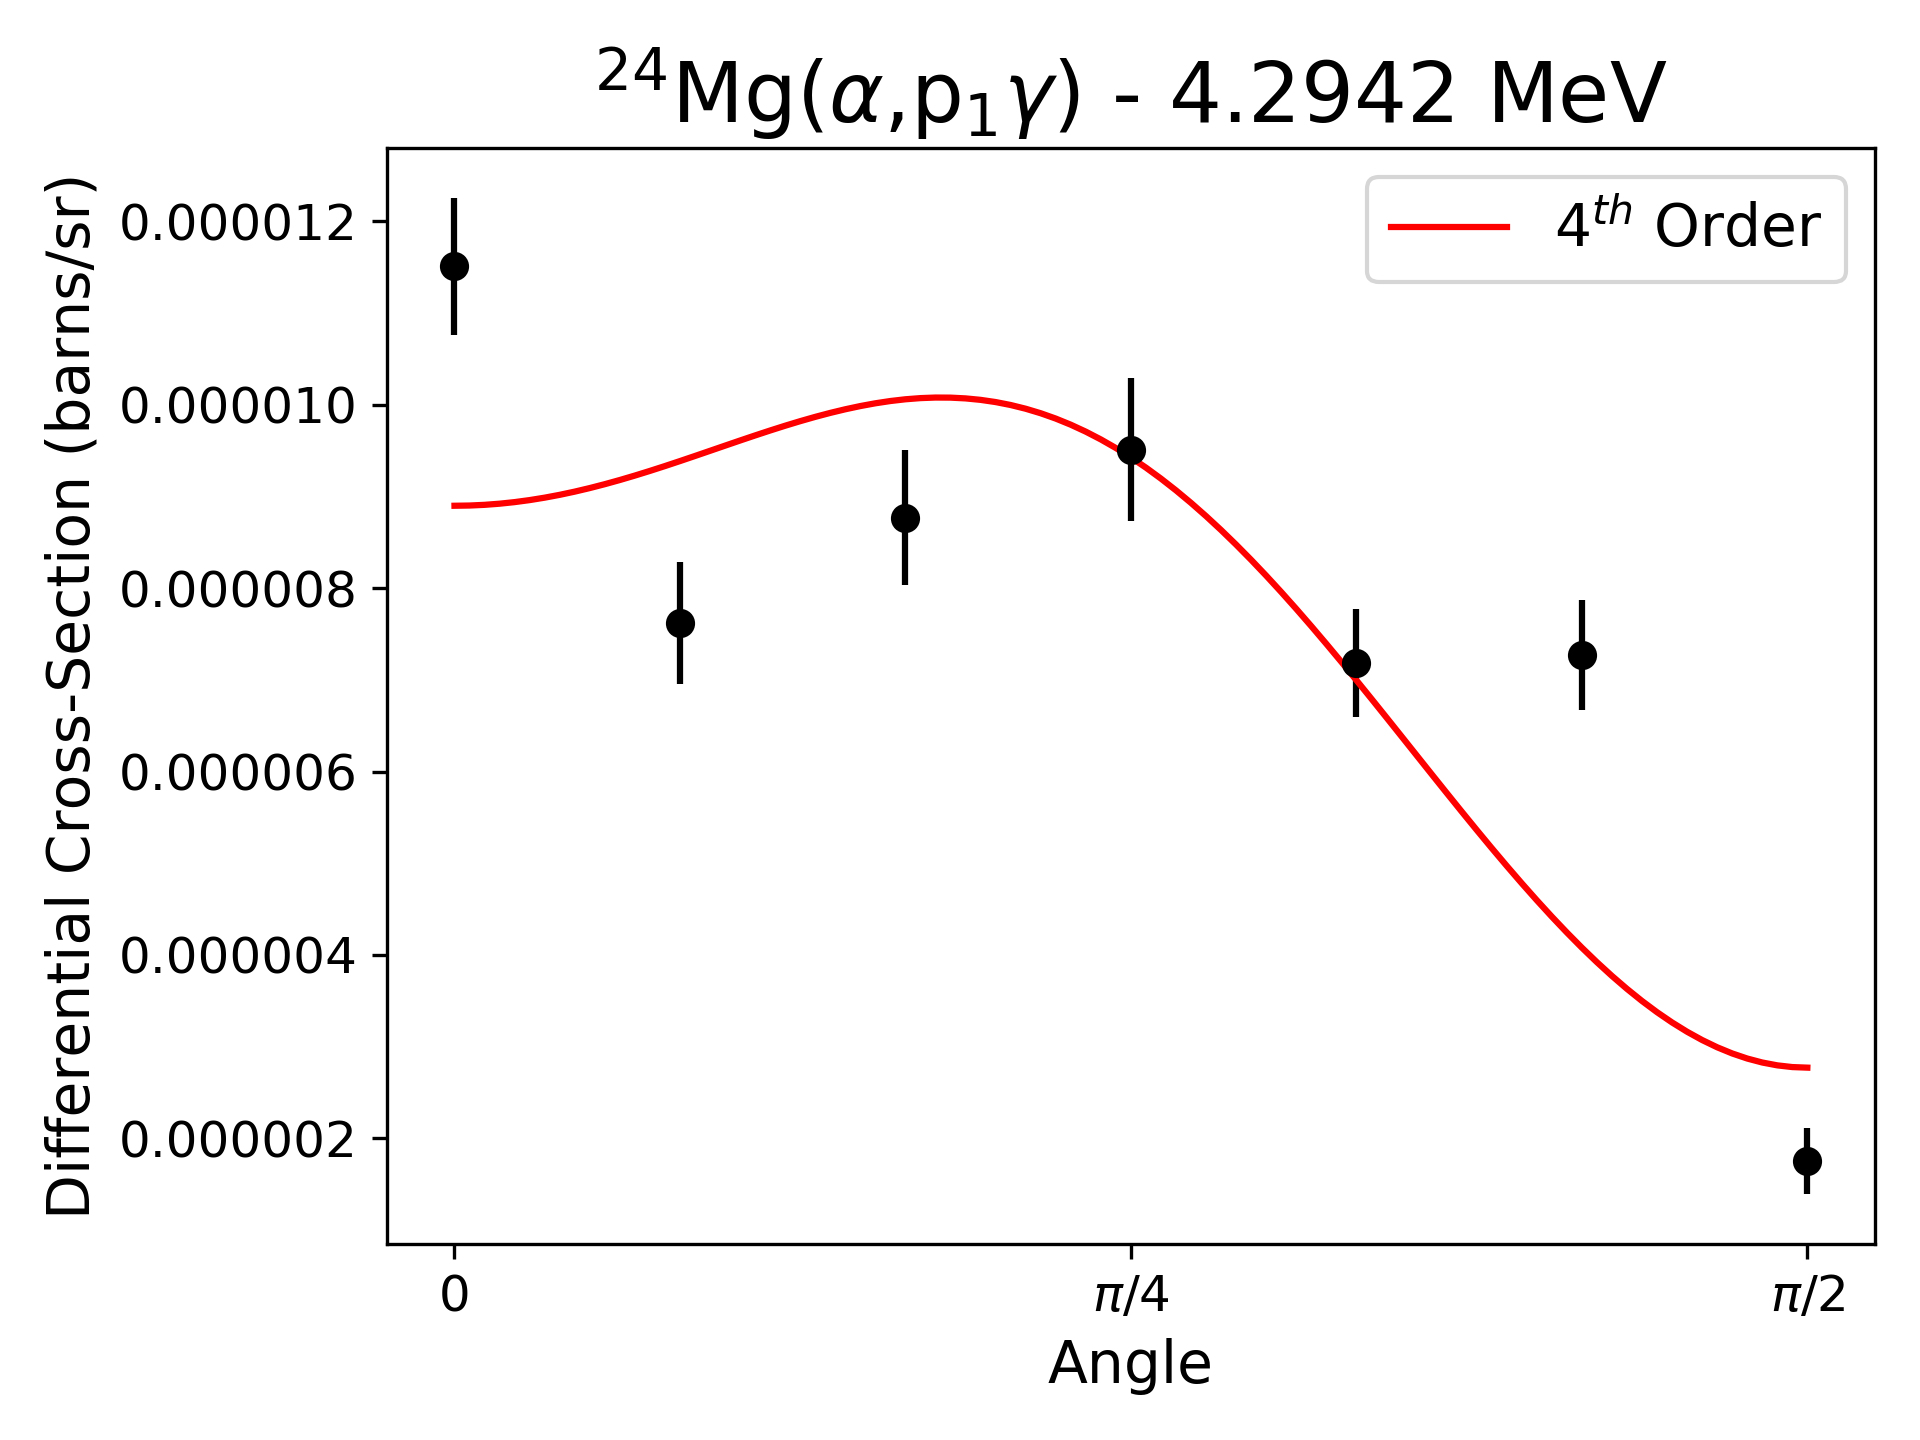 ²⁴Mg(α,p₁γ) - 4.2942 MeV
4ᵗʰ Order
Differential Cross-Section (barns/sr)
0.000012
0.000010
0.000008
0.000006
0.000004
0.000002
0 π/4 π/2
Angle